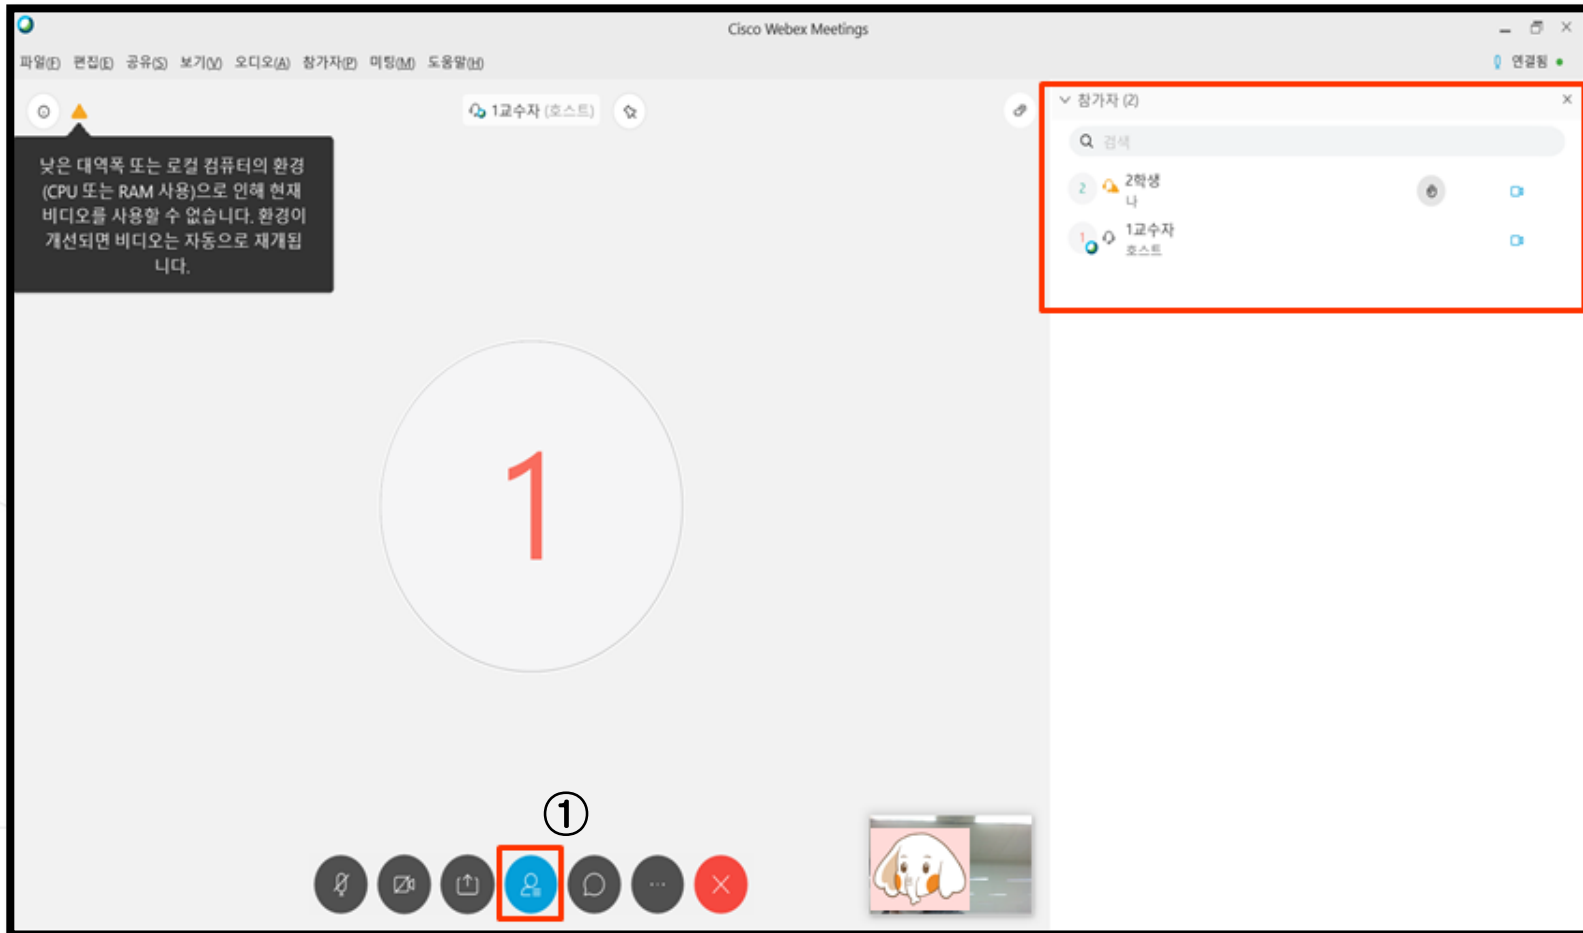 Cisco Webex Meetings
파일(F) 편집(E) 공유(S) 보기(V) 오디오(A) 참가자(P) 미팅(M) 도움말(H)
연결됨
1교수자 (호스트)
낮은 대역폭 또는 로컬 컴퓨터의 환경
(CPU 또는 RAM 사용)으로 인해 현재
비디오를 사용할 수 없습니다. 환경이
개선되면 비디오는 자동으로 재개됩
니다.
참가자 (2)
검색
2 2학생
나
1 1교수자
호스트
1
①